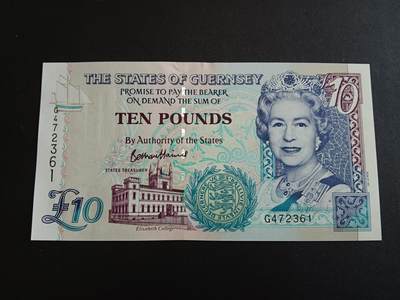 THE STATES OF GUERNSEY
£10
PROMISE TO PAY THE BEARER
ON DEMAND THE SUM OF
TEN POUNDS
By Authority of the States
STATES TREASURER
G472361
£10
Elizabeth College
G472361